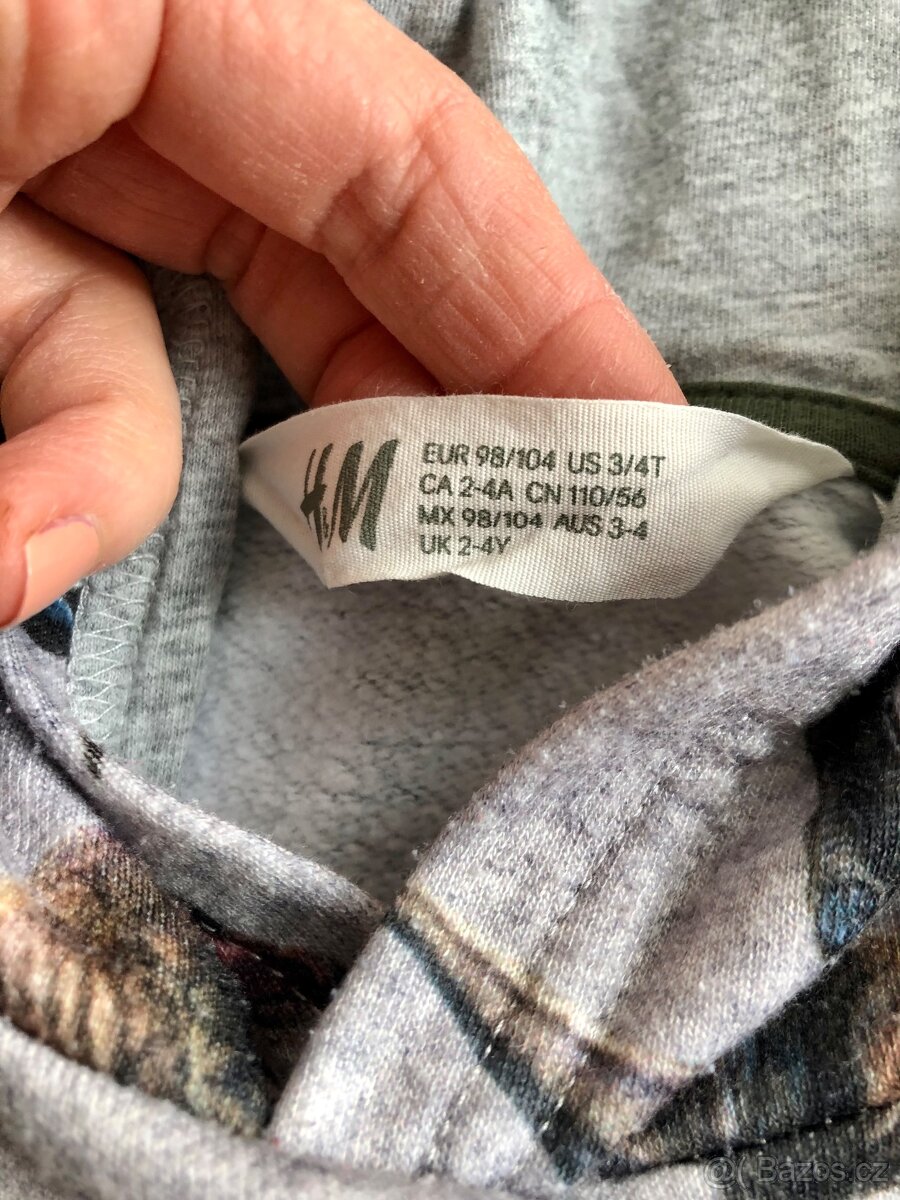 H&M
EUR 98/104 US 3/4T
CA 2-4A CN 110/56
MX 98/104 AUS 3-4
UK 2-4Y
@( Bazos.cz